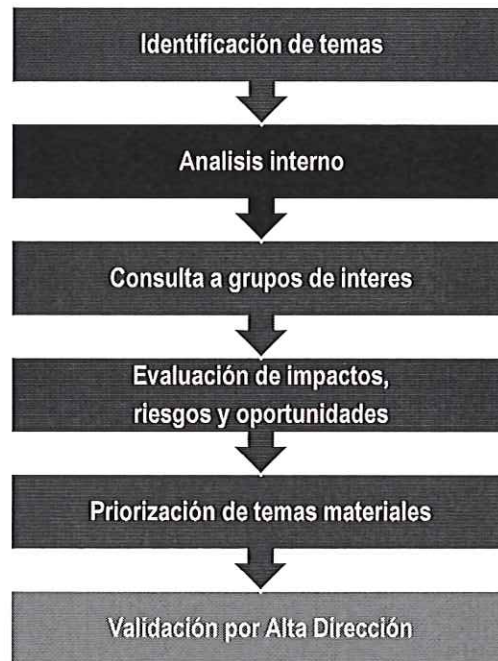 Identificación de temas
Analisis interno
Consulta a grupos de interes
Evaluación de impactos,
riesgos y oportunidades
Priorización de temas materiales
Validación por Alta Dirección